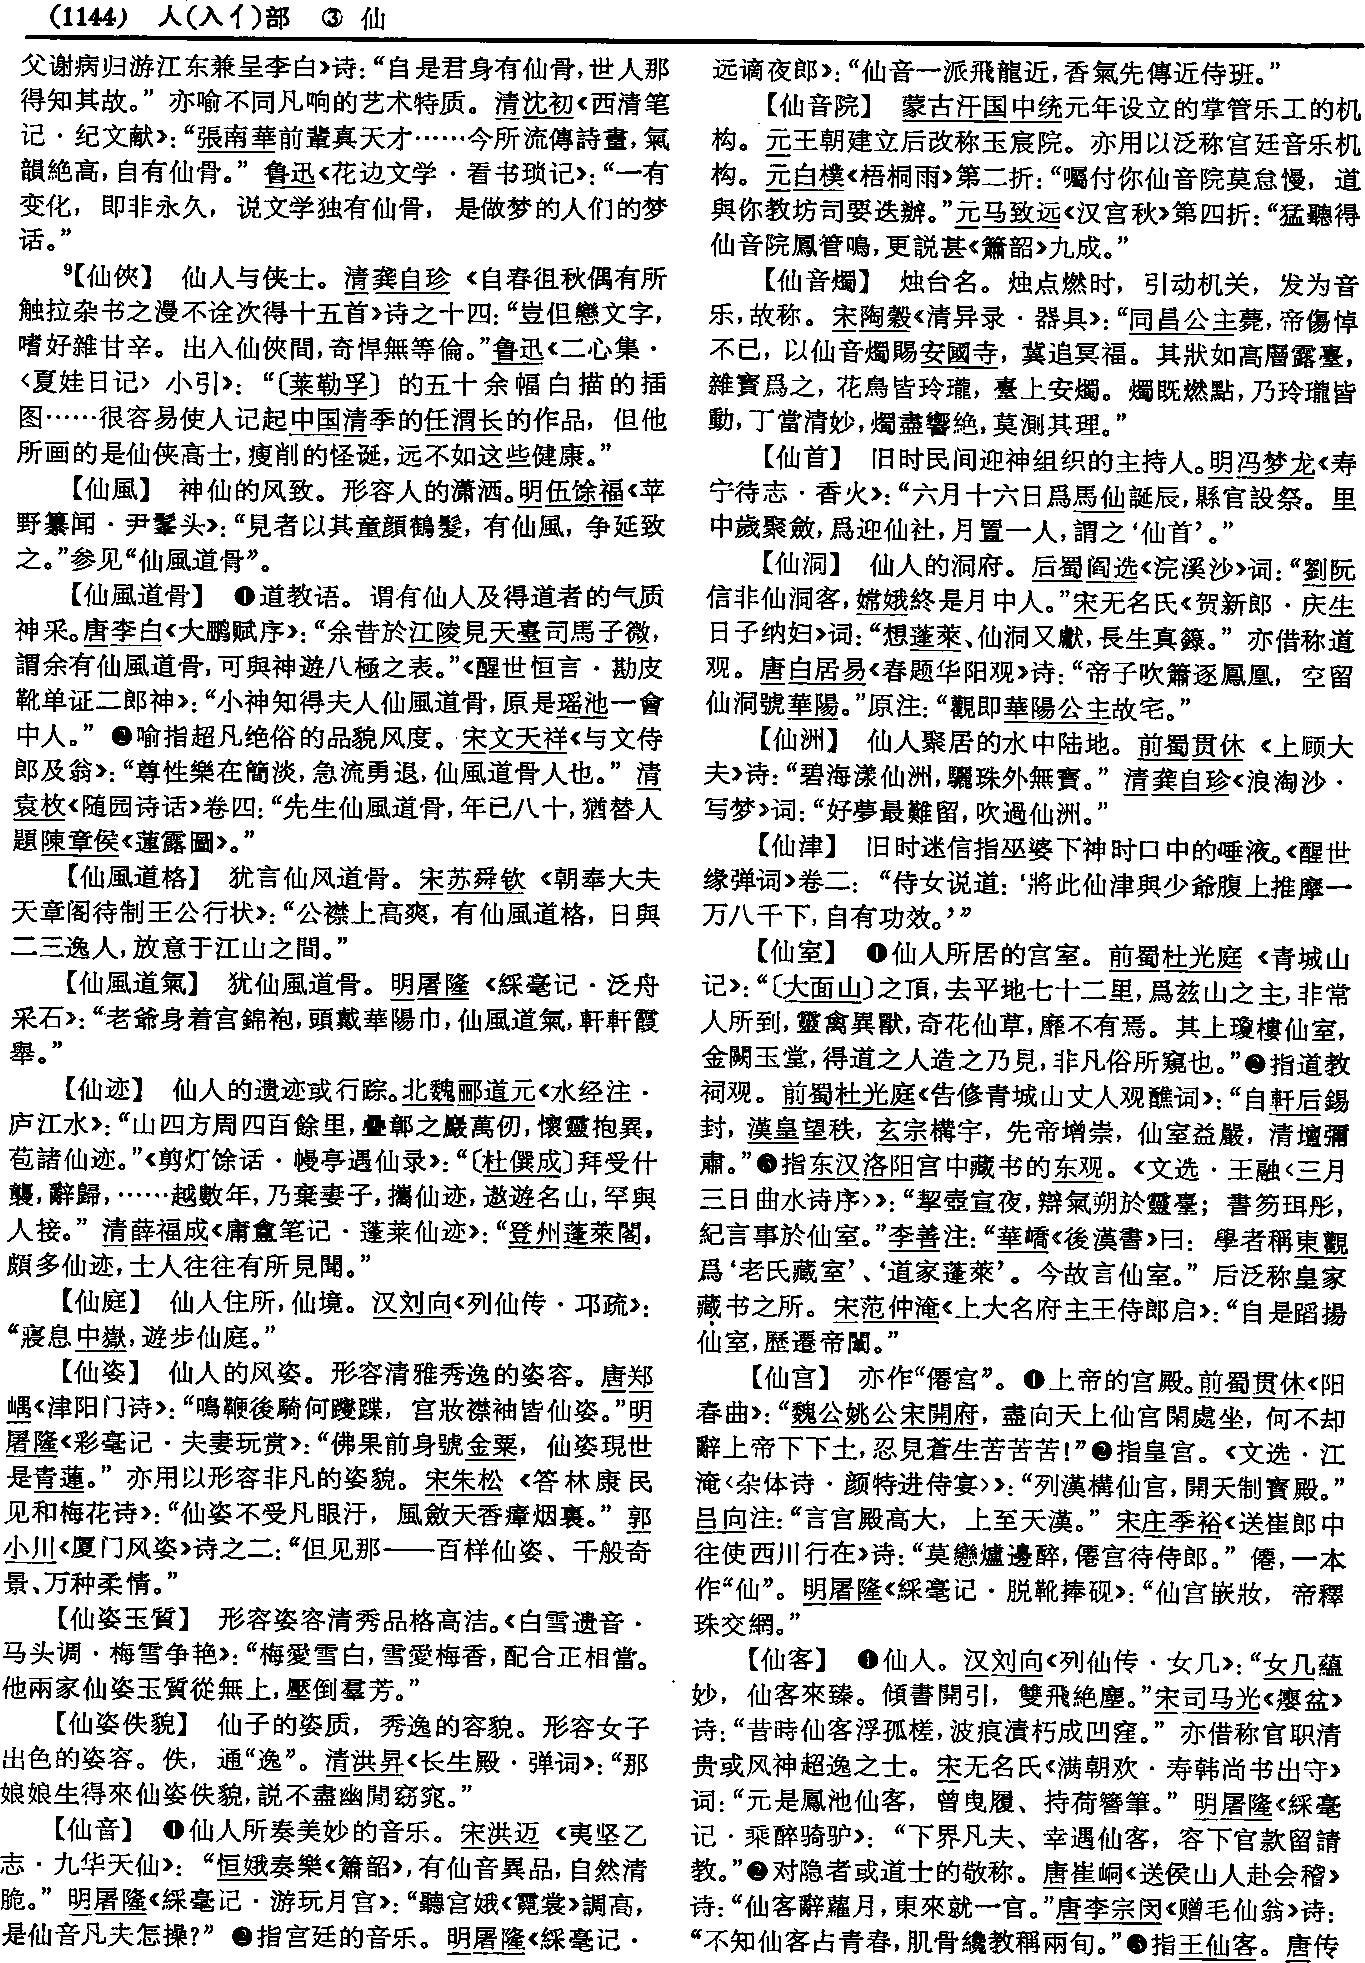 (1144) 人(入亻)部 ③ 仙
父谢病归游江东兼呈李白》诗：“自是君身有仙骨，世人那
得知其故。” 亦喻不同凡响的艺术特质。清沈初《西清笔
记·纪文献》：“張南華前輩真天才……今所流傳詩畫，氣
韻絶高，自有仙骨。” 鲁迅《花边文学·看书琐记》：“一有
变化，即非永久，说文学独有仙骨，是做梦的人们的梦
话。”
⁹【仙俠】 仙人与侠士。清龚自珍《自春徂秋偶有所
触拉杂书之漫不诠次得十五首》诗之十四：“豈但戀文字，
嗜好雜甘辛。出入仙俠間，奇悍無等倫。”鲁迅《二心集·
〈夏娃日记〉小引》：“〔莱勒孚〕的五十余幅白描的插
图……很容易使人记起中国清季的任渭长的作品，但他
所画的是仙侠高士，瘦削的怪诞，远不如这些健康。”
【仙風】 神仙的风致。形容人的潇洒。明伍馀福《苹
野纂闻·尹鬅头》：“見者以其童顔鶴髮，有仙風，争延致
之。”参见“仙風道骨”。
【仙風道骨】 ❶道教语。谓有仙人及得道者的气质
神采。唐李白《大鹏赋序》：“余昔於江陵見天臺司馬子微，
謂余有仙風道骨，可與神遊八極之表。”《醒世恒言·勘皮
靴单证二郎神》：“小神知得夫人仙風道骨，原是瑶池一會
中人。” ❷喻指超凡绝俗的品貌风度。宋文天祥《与文侍
郎及翁》：“尊性樂在簡淡，急流勇退，仙風道骨人也。” 清
袁枚《随园诗话》卷四：“先生仙風道骨，年已八十，猶替人
題陳章侯《蓮露圖》。”
【仙風道格】 犹言仙风道骨。宋苏舜钦《朝奉大夫
天章阁待制王公行状》：“公襟上高爽，有仙風道格，日與
二三逸人，放意于江山之間。”
【仙風道氣】 犹仙風道骨。明屠隆《綵毫记·泛舟
采石》：“老爺身着宫錦袍，頭戴華陽巾，仙風道氣，軒軒霞
舉。”
【仙迹】 仙人的遗迹或行踪。北魏郦道元《水经注·
庐江水》：“山四方周四百餘里，疊鄣之巖萬仞，懷靈抱異，
苞諸仙迹。”《剪灯馀话·幔亭遇仙录》：“〔杜僎成〕拜受什
襲，辭歸，……越數年，乃棄妻子，攜仙迹，遨遊名山，罕與
人接。” 清薛福成《庸盦笔记·蓬莱仙迹》：“登州蓬萊閣，
頗多仙迹，士人往往有所見聞。”
【仙庭】 仙人住所，仙境。汉刘向《列仙传·邛疏》：
“寢息中嶽，遊步仙庭。”
【仙姿】 仙人的风姿。形容清雅秀逸的姿容。唐郑
嵎《津阳门诗》：“鳴鞭後騎何躞蹀，宫妝襟袖皆仙姿。”明
屠隆《彩毫记·夫妻玩赏》：“佛果前身號金粟，仙姿現世
是青蓮。” 亦用以形容非凡的姿貌。宋朱松《答林康民
见和梅花诗》：“仙姿不受凡眼汙，風斂天香瘴烟裏。” 郭
小川《厦门风姿》诗之二：“但见那——百样仙姿、千般奇
景、万种柔情。”
【仙姿玉質】 形容姿容清秀品格高洁。《白雪遗音·
马头调·梅雪争艳》：“梅愛雪白，雪愛梅香，配合正相當。
他兩家仙姿玉質從無上，壓倒羣芳。”
【仙姿佚貌】 仙子的姿质，秀逸的容貌。形容女子
出色的姿容。佚，通“逸”。清洪昇《长生殿·弹词》：“那
娘娘生得來仙姿佚貌，説不盡幽閒窈窕。”
【仙音】 ❶仙人所奏美妙的音乐。宋洪迈《夷坚乙
志·九华天仙》：“恒娥奏樂《簫韶》，有仙音異品，自然清
脆。” 明屠隆《綵毫记·游玩月宫》：“聽宫娥《霓裳》調高，
是仙音凡夫怎操？” ❷指宫廷的音乐。明屠隆《綵毫记·
远谪夜郎》：“仙音一派飛龍近，香氣先傳近侍班。”
【仙音院】 蒙古汗国中统元年设立的掌管乐工的机
构。元王朝建立后改称玉宸院。亦用以泛称宫廷音乐机
构。元白樸《梧桐雨》第二折：“囑付你仙音院莫怠慢，道
與你教坊司要迭辦。”元马致远《汉宫秋》第四折：“猛聽得
仙音院鳳管鳴，更説甚《簫韶》九成。”
【仙音燭】 烛台名。烛点燃时，引动机关，发为音
乐，故称。宋陶穀《清异录·器具》：“同昌公主薨，帝傷悼
不已，以仙音燭賜安國寺，冀追冥福。其狀如高層露臺，
雜寳爲之，花鳥皆玲瓏，臺上安燭。燭既燃點，乃玲瓏皆
動，丁當清妙，燭盡響絶，莫測其理。”
【仙首】 旧时民间迎神组织的主持人。明冯梦龙《寿
宁待志·香火》：“六月十六日爲馬仙誕辰，縣官設祭。里
中歲聚斂，爲迎仙社，月置一人，謂之‘仙首’。”
【仙洞】 仙人的洞府。后蜀阎选《浣溪沙》词：“劉阮
信非仙洞客，嫦娥終是月中人。”宋无名氏《贺新郎·庆生
日子纳妇》词：“想蓬萊、仙洞又獻，長生真籙。” 亦借称道
观。唐白居易《春题华阳观》诗：“帝子吹簫逐鳳凰，空留
仙洞號華陽。”原注：“觀即華陽公主故宅。”
【仙洲】 仙人聚居的水中陆地。前蜀贯休《上顾大
夫》诗：“碧海漾仙洲，驪珠外無寳。” 清龚自珍《浪淘沙·
写梦》词：“好夢最難留，吹過仙洲。”
【仙津】 旧时迷信指巫婆下神时口中的唾液。《醒世
缘弹词》卷二：“侍女说道：‘將此仙津與少爺腹上推摩一
万八千下，自有功效。’”
【仙室】 ❶仙人所居的宫室。前蜀杜光庭《青城山
记》：“〔大面山〕之頂，去平地七十二里，爲兹山之主，非常
人所到，靈禽異獸，奇花仙草，靡不有焉。其上瓊樓仙室，
金闕玉堂，得道之人造之乃見，非凡俗所窺也。”❷指道教
祠观。前蜀杜光庭《告修青城山丈人观醮词》：“自軒后錫
封，漢皇望秩，玄宗構宇，先帝增崇，仙室益嚴，清壇彌
肅。”❸指东汉洛阳宫中藏书的东观。《文选·王融〈三月
三日曲水诗序〉》：“挈壺宣夜，辯氣朔於靈臺；書笏珥彤，
紀言事於仙室。”李善注：“華嶠《後漢書》曰：學者稱東觀
爲‘老氏藏室’、‘道家蓬萊’。今故言仙室。” 后泛称皇家
藏书之所。宋范仲淹《上大名府主王侍郎启》：“自是蹈揚
仙室，歷遷帝闈。”
【仙宫】 亦作“僊宫”。❶上帝的宫殿。前蜀贯休《阳
春曲》：“魏公姚公宋開府，盡向天上仙宫閑處坐，何不却
辭上帝下下土，忍見蒼生苦苦苦！”❷指皇宫。《文选·江
淹〈杂体诗·颜特进侍宴〉》：“列漢構仙宫，開天制寳殿。”
吕向注：“言宫殿高大，上至天漢。” 宋庄季裕《送崔郎中
往使西川行在》诗：“莫戀爐邊醉，僊宫待侍郎。” 僊，一本
作“仙”。明屠隆《綵毫记·脱靴捧砚》：“仙宫嵌妝，帝釋
珠交網。”
【仙客】 ❶仙人。汉刘向《列仙传·女几》：“女几蘊
妙，仙客來臻。傾書開引，雙飛絶塵。”宋司马光《瘿盆》
诗：“昔時仙客浮孤槎，波痕漬朽成凹窪。” 亦借称官职清
贵或风神超逸之士。宋无名氏《满朝欢·寿韩尚书出守》
词：“元是鳳池仙客，曾曳履、持荷簪筆。” 明屠隆《綵毫
记·乘醉骑驴》：“下界凡夫、幸遇仙客，容下官款留請
教。”❷对隐者或道士的敬称。唐崔峒《送侯山人赴会稽》
诗：“仙客辭蘿月，東來就一官。”唐李宗闵《赠毛仙翁》诗：
“不知仙客占青春，肌骨纔教稱兩旬。”❸指王仙客。唐传